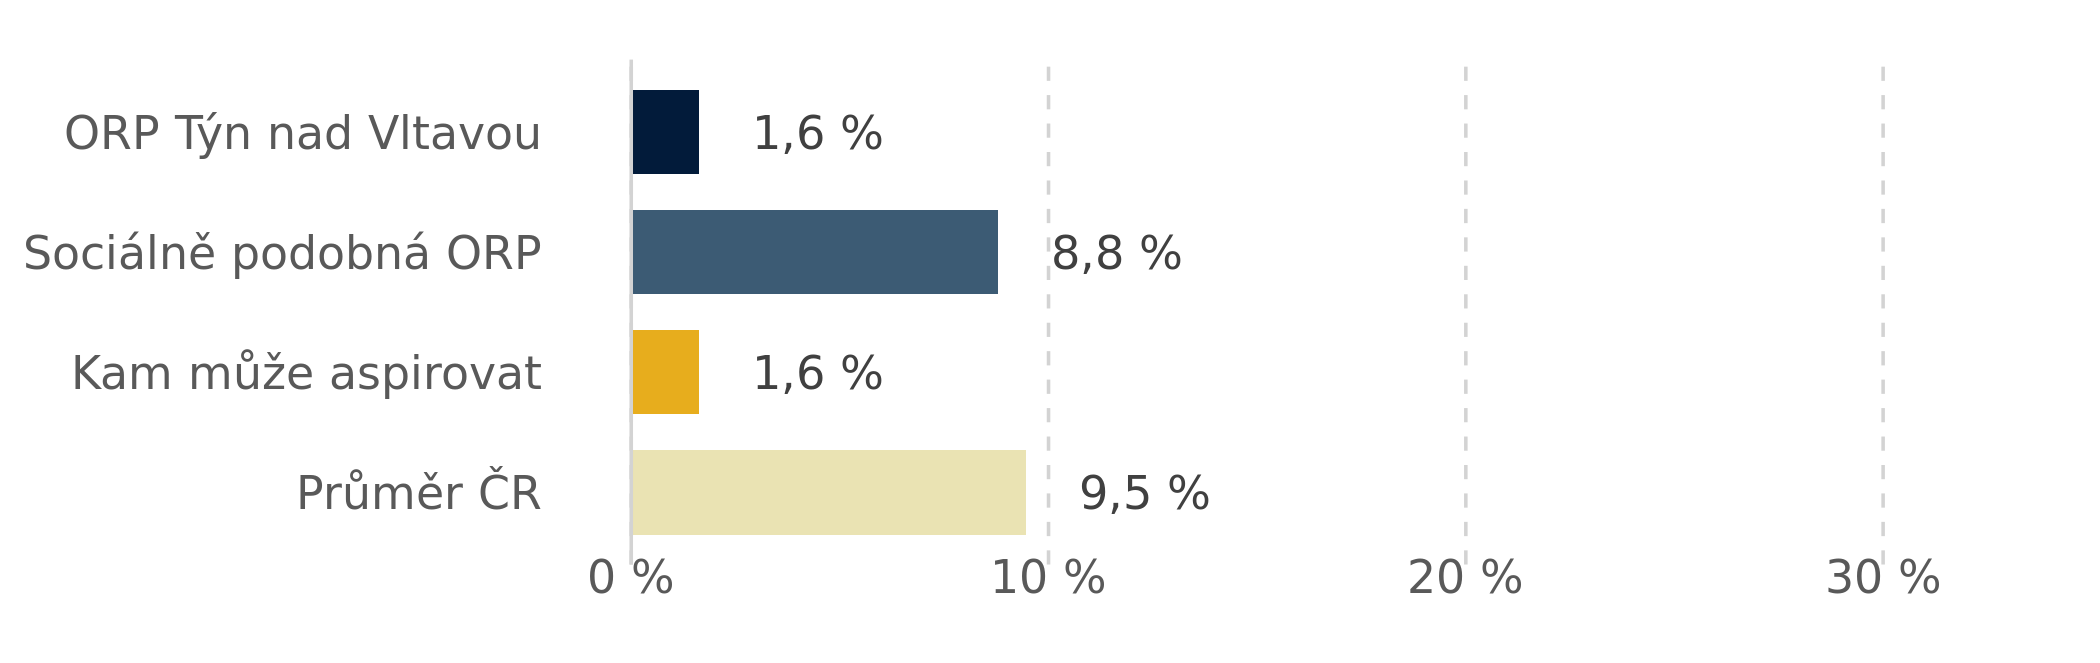 ORP Týn nad Vltavou 1,6 %
Sociálně podobná ORP 8,8 %
Kam může aspirovat 1,6 %
Průměr ČR 9,5 %
0 % 10 % 20 % 30 %